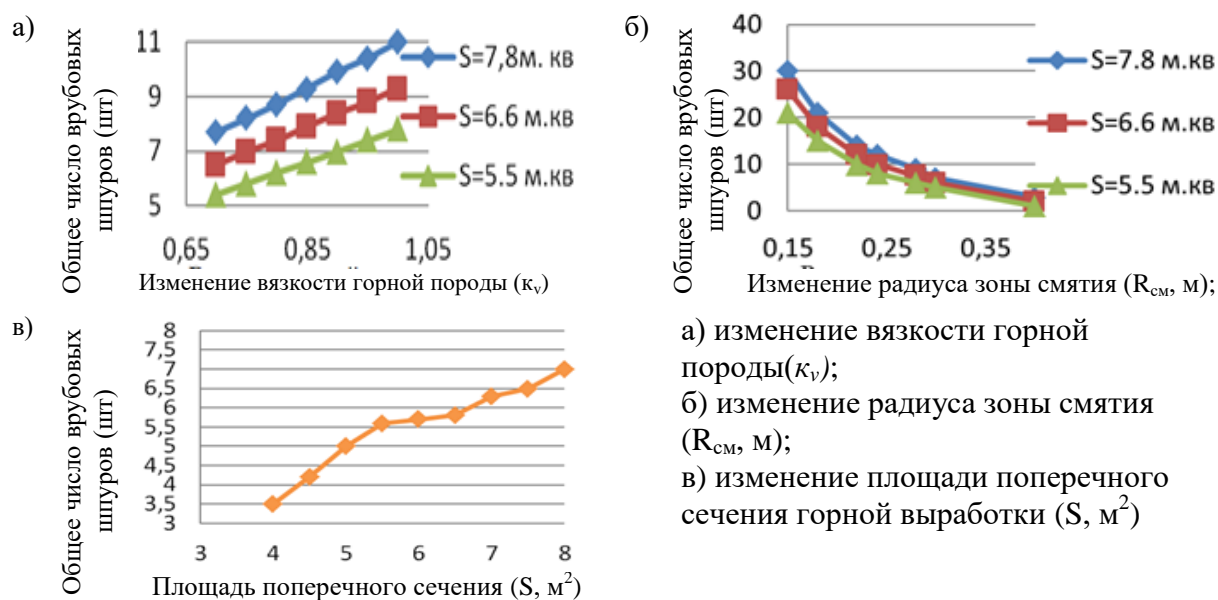 а)
Общее число врубовых
шпуров (шт)
11
9
7
5
0,65
0,85
1,05
S=7,8м. кв
S=6.6 м.кв
S=5.5 м.кв
Изменение вязкости горной породы (κv)
б)
Общее число врубовых
шпуров (шт)
40
30
20
10
0
0,15
0,25
0,35
S=7.8 м.кв
S=6.6 м.кв
S=5.5 м.кв
Изменение радиуса зоны смятия (Rсм, м);
в)
Общее число врубовых
шпуров (шт)
8
7,5
7
6,5
6
5,5
5
4,5
4
3,5
3
3
4
5
6
7
8
Площадь поперечного сечения (S, м²)
а) изменение вязкости горной
породы(κv);
б) изменение радиуса зоны смятия
(Rсм, м);
в) изменение площади поперечного
сечения горной выработки (S, м²)